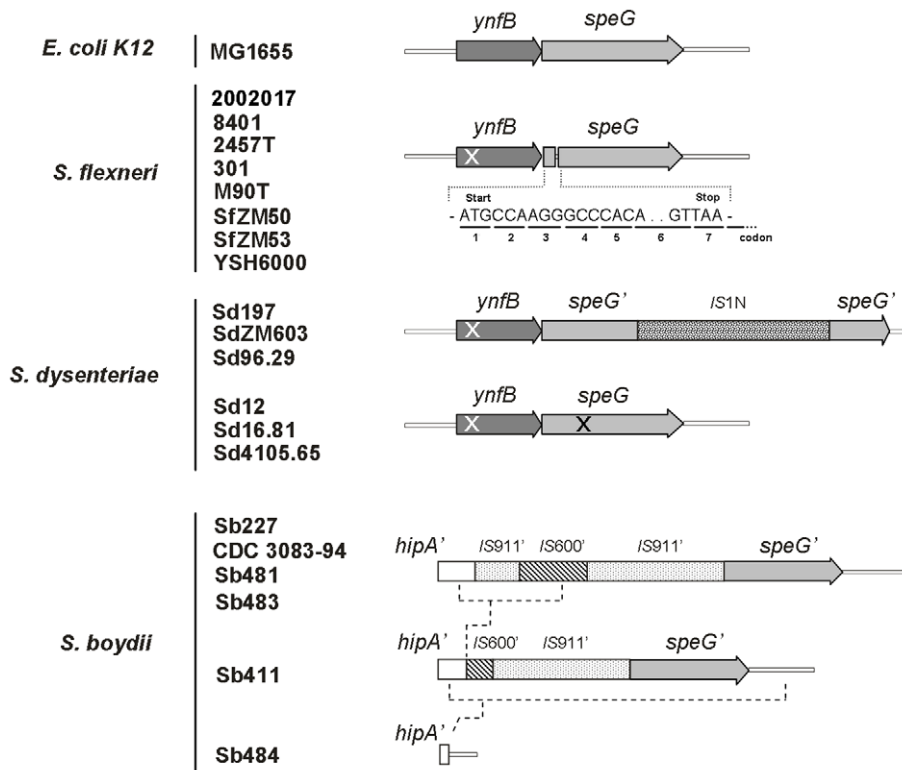 ynfB speG
E. coli K12 MG1655
2002017
8401
ynfB speG
2457T
301
S. flexneri
M90T
X
Start Stop
SfZM50
- ATGCCAAGGGCCCACA . . GTTAA -
SfZM53
1 2 3 4 5 6 7 codon
YSH6000
ynfB speG' IS1N speG'
Sd197
SdZM603
X
Sd96.29
S. dysenteriae
ynfB speG
Sd12
Sd16.81
X X
Sd4105.65
Sb227
CDC 3083-94
hipA' IS911' IS600' IS911' speG'
Sb481
Sb483
S. boydii
hipA' IS600' IS911' speG'
Sb411
hipA'
Sb484